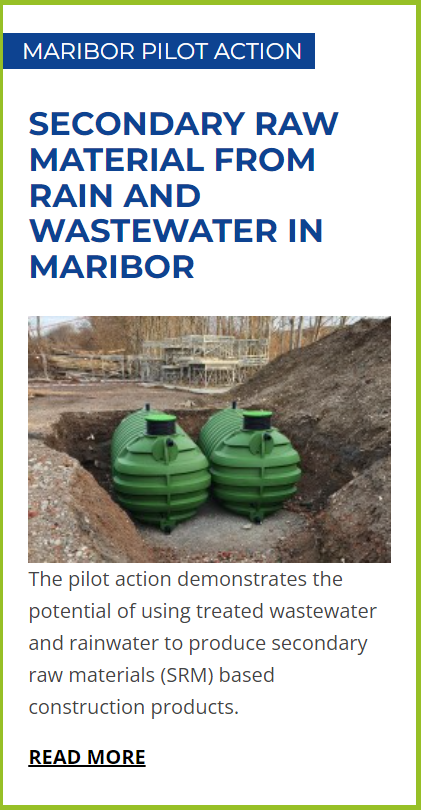 MARIBOR PILOT ACTION
SECONDARY RAW
MATERIAL FROM
RAIN AND
WASTEWATER IN
MARIBOR
The pilot action demonstrates the
potential of using treated wastewater
and rainwater to produce secondary
raw materials (SRM) based
construction products.
READ MORE